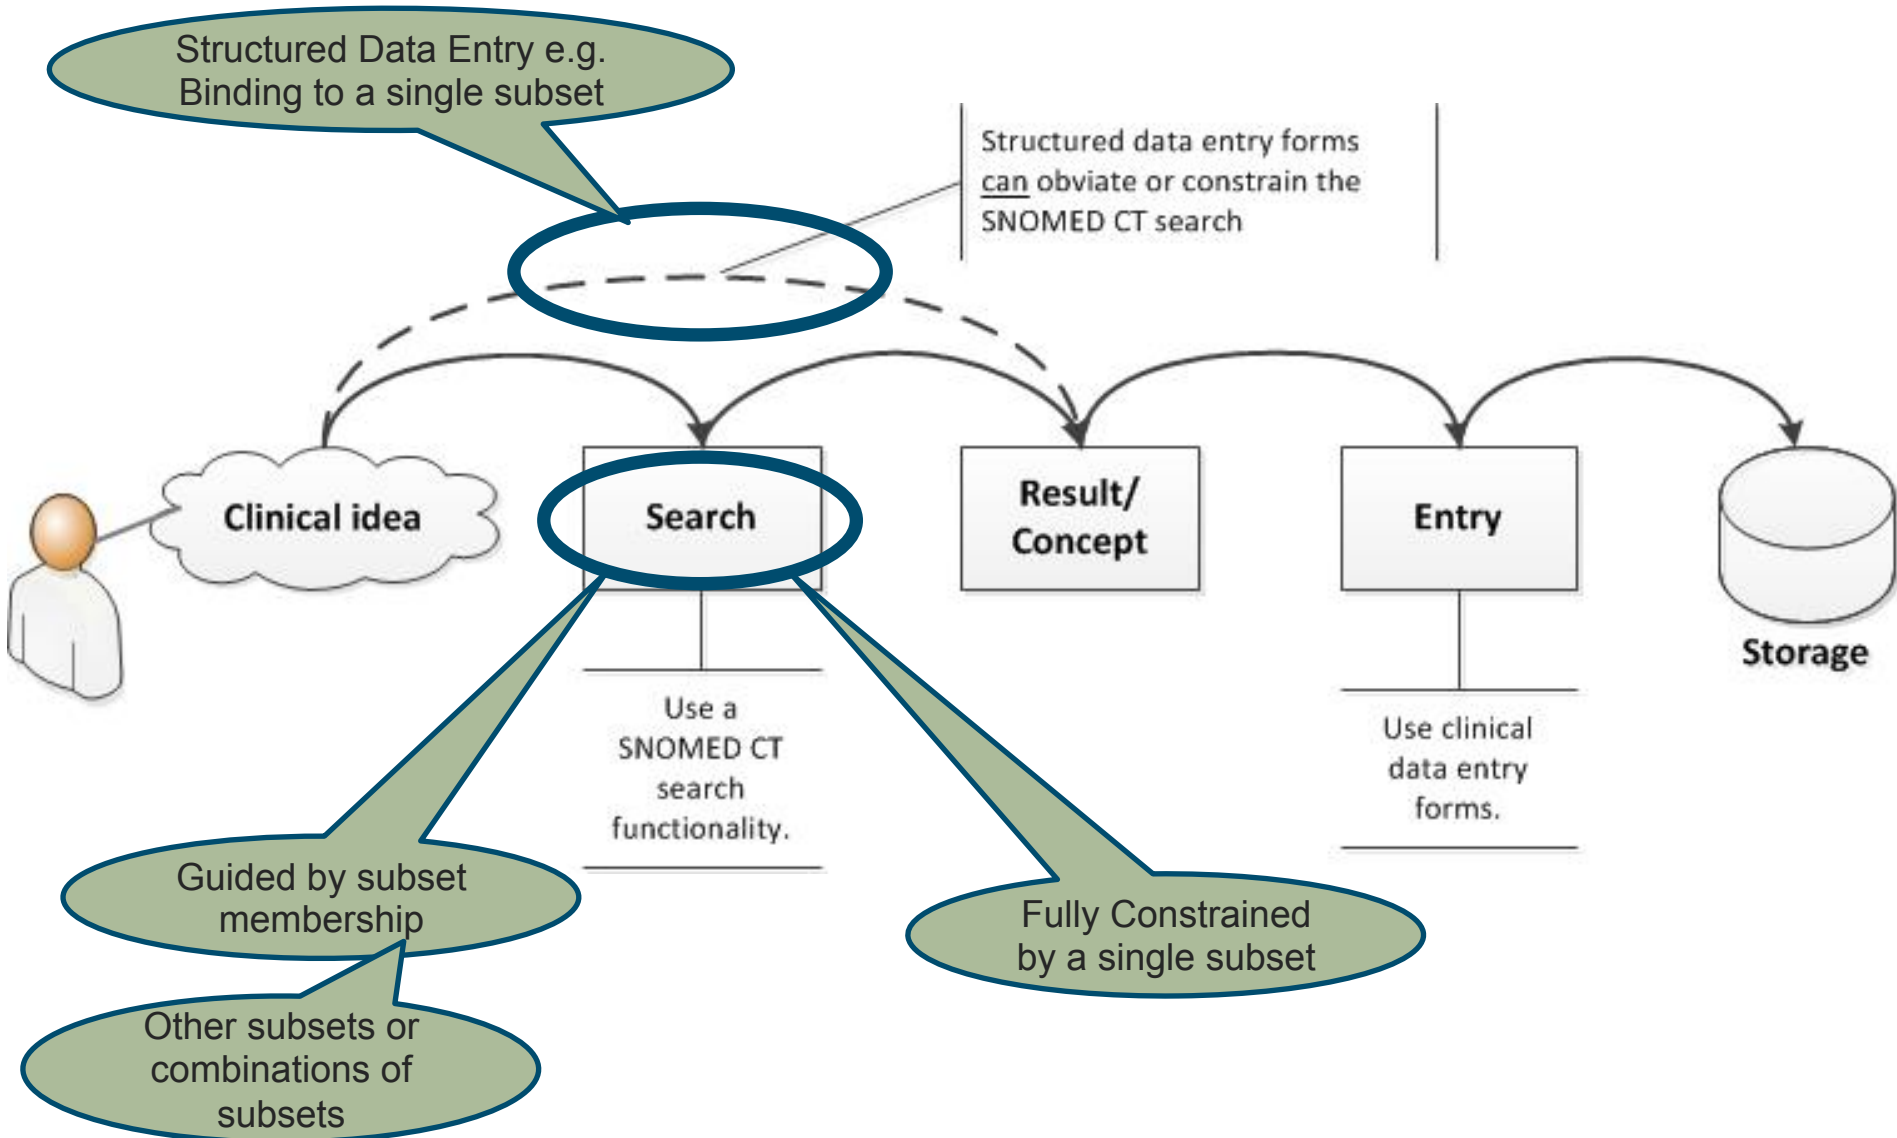 Structured Data Entry e.g.
Binding to a single subset
Structured data entry forms
can obviate or constrain the
SNOMED CT search
Clinical idea
Search
Result/
Concept
Entry
Storage
Use a
SNOMED CT
search
functionality.
Use clinical
data entry
forms.
Guided by subset
membership
Fully Constrained
by a single subset
Other subsets or
combinations of
subsets